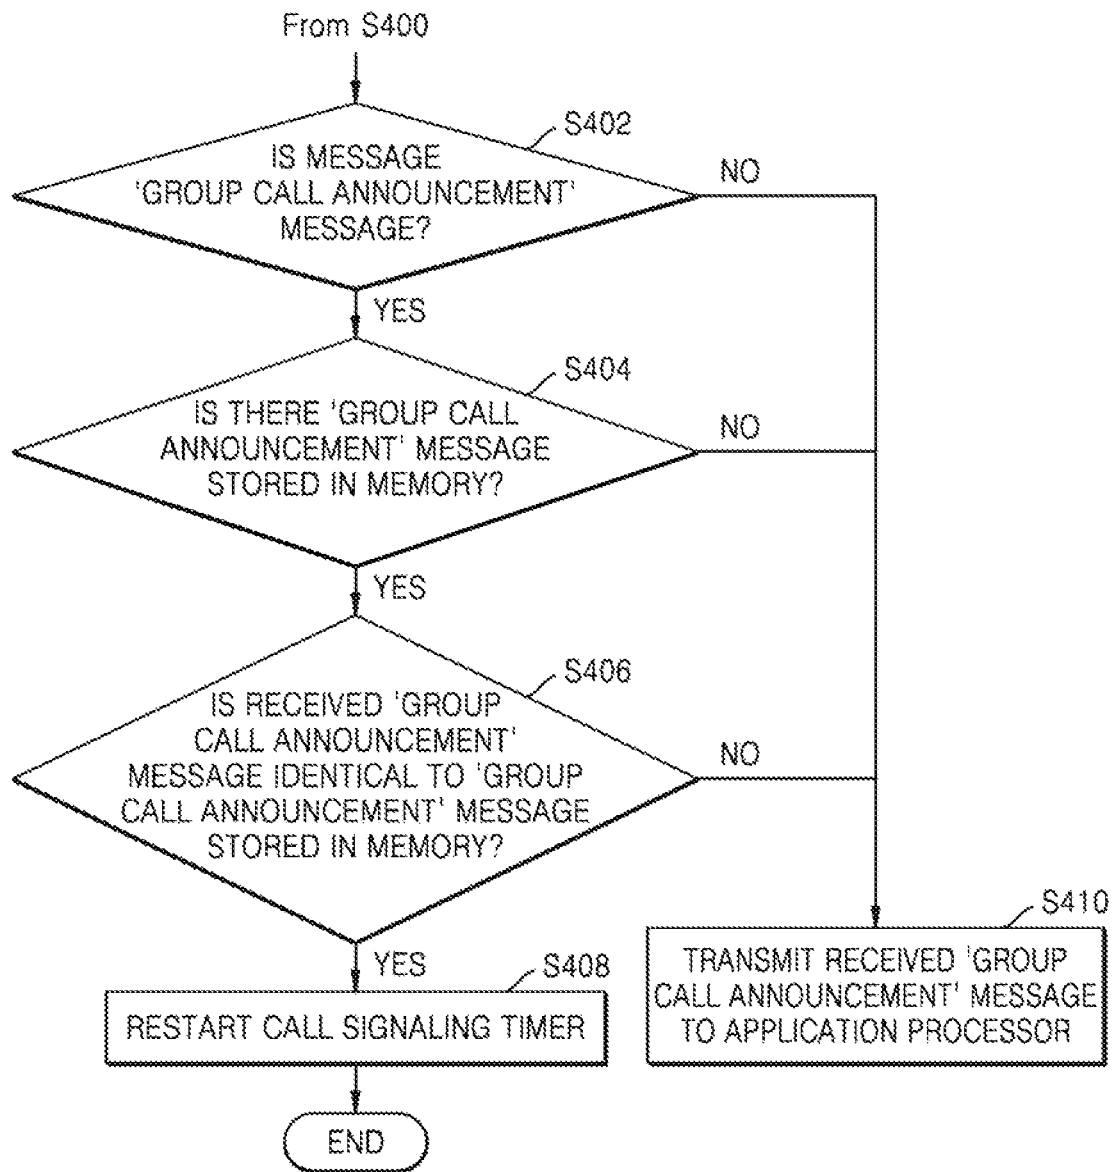 From S400
S402
IS MESSAGE
'GROUP CALL ANNOUNCEMENT'
MESSAGE?
NO
YES
S404
IS THERE 'GROUP CALL
ANNOUNCEMENT' MESSAGE
STORED IN MEMORY?
NO
YES
S406
IS RECEIVED 'GROUP
CALL ANNOUNCEMENT'
MESSAGE IDENTICAL TO 'GROUP
CALL ANNOUNCEMENT' MESSAGE
STORED IN MEMORY?
NO
YES
S408
RESTART CALL SIGNALING TIMER
S410
TRANSMIT RECEIVED 'GROUP
CALL ANNOUNCEMENT' MESSAGE
TO APPLICATION PROCESSOR
END